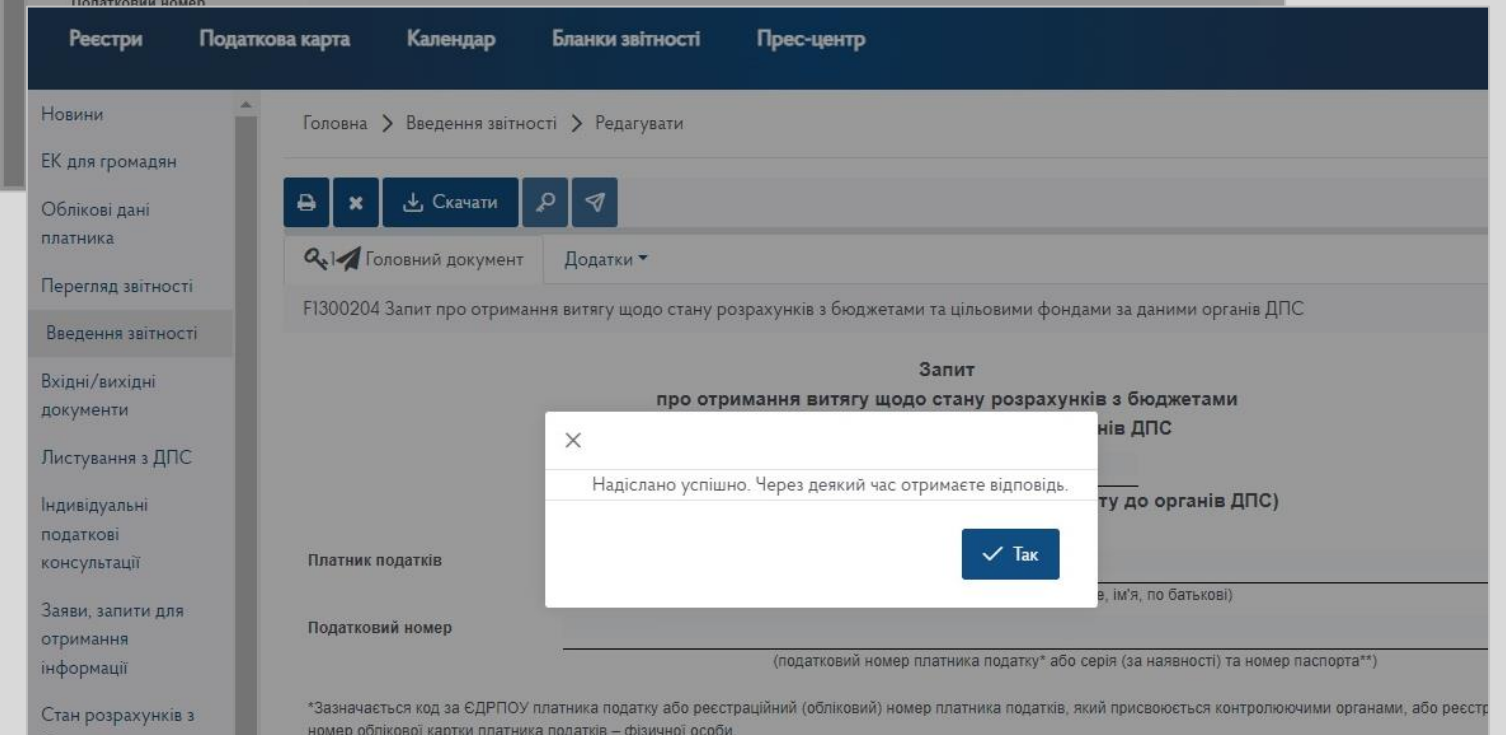 Податковий номер
Реєстри Податкова карта Календар Бланки звітності Прес-центр
Новини
ЕК для громадян
Облікові дані
платника
Перегляд звітності
Введення звітності
Вхідні/вихідні
документи
Листування з ДПС
Індивідуальні
податкові
консультації
Заяви, запити для
отримання
інформації
Стан розрахунків з
Головна > Введення звітності > Редагувати
Скачати
1 Головний документ Додатки
F1300204 Запит про отримання витягу щодо стану розрахунків з бюджетами та цільовими фондами за даними органів ДПС
Запит
про отримання витягу щодо стану розрахунків з бюджетами
нів ДПС
Надіслано успішно. Через деякий час отримаєте відповідь.
ту до органів ДПС)
Так
Платник податків
е, ім'я, по батькові)
Податковий номер
(податковий номер платника податку* або серія (за наявності) та номер паспорта**)
*Зазначається код за ЄДРПОУ платника податку або реєстраційний (обліковий) номер платника податків, який присвоюється контролюючими органами, або реєстр
номер облікової картки платника податків – фізичної особи